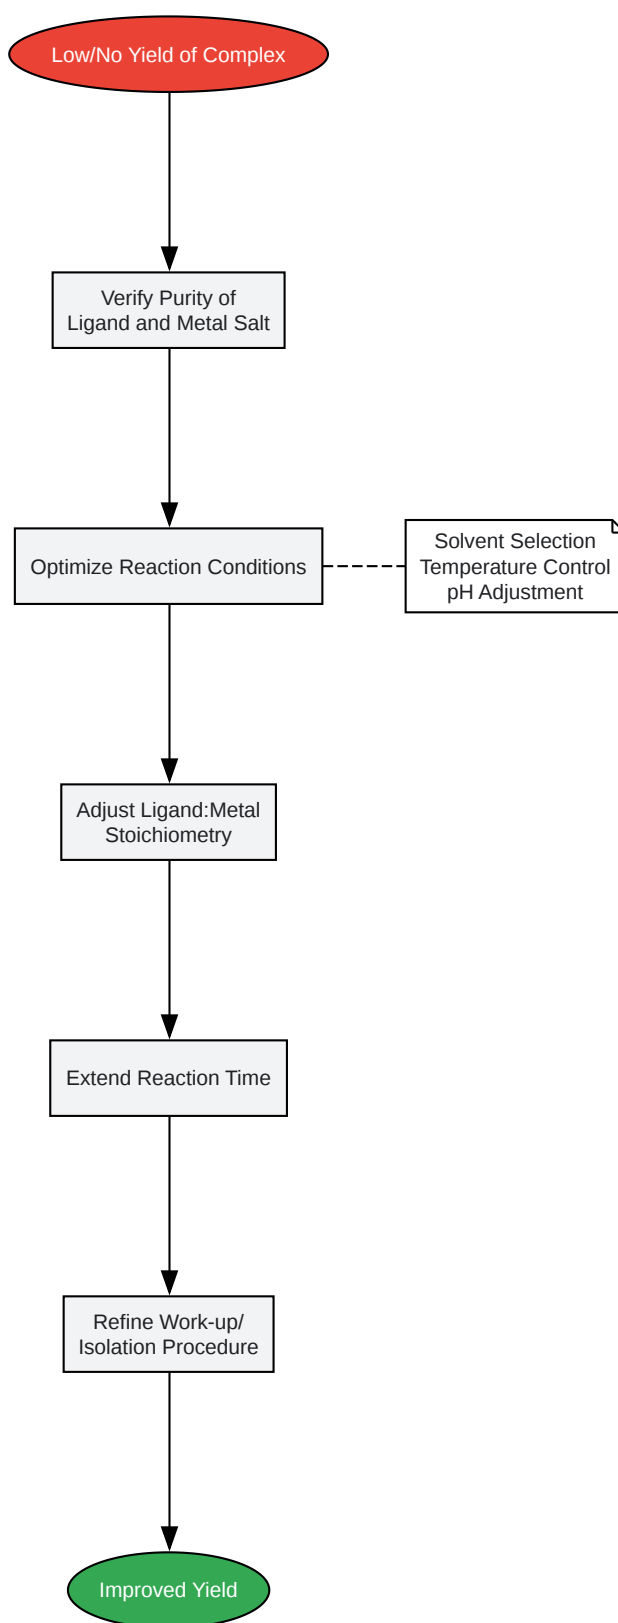 Low/No Yield of Complex
Verify Purity of
Ligand and Metal Salt
Optimize Reaction Conditions
Solvent Selection
Temperature Control
pH Adjustment
Adjust Ligand:Metal
Stoichiometry
Extend Reaction Time
Refine Work-up/
Isolation Procedure
Improved Yield